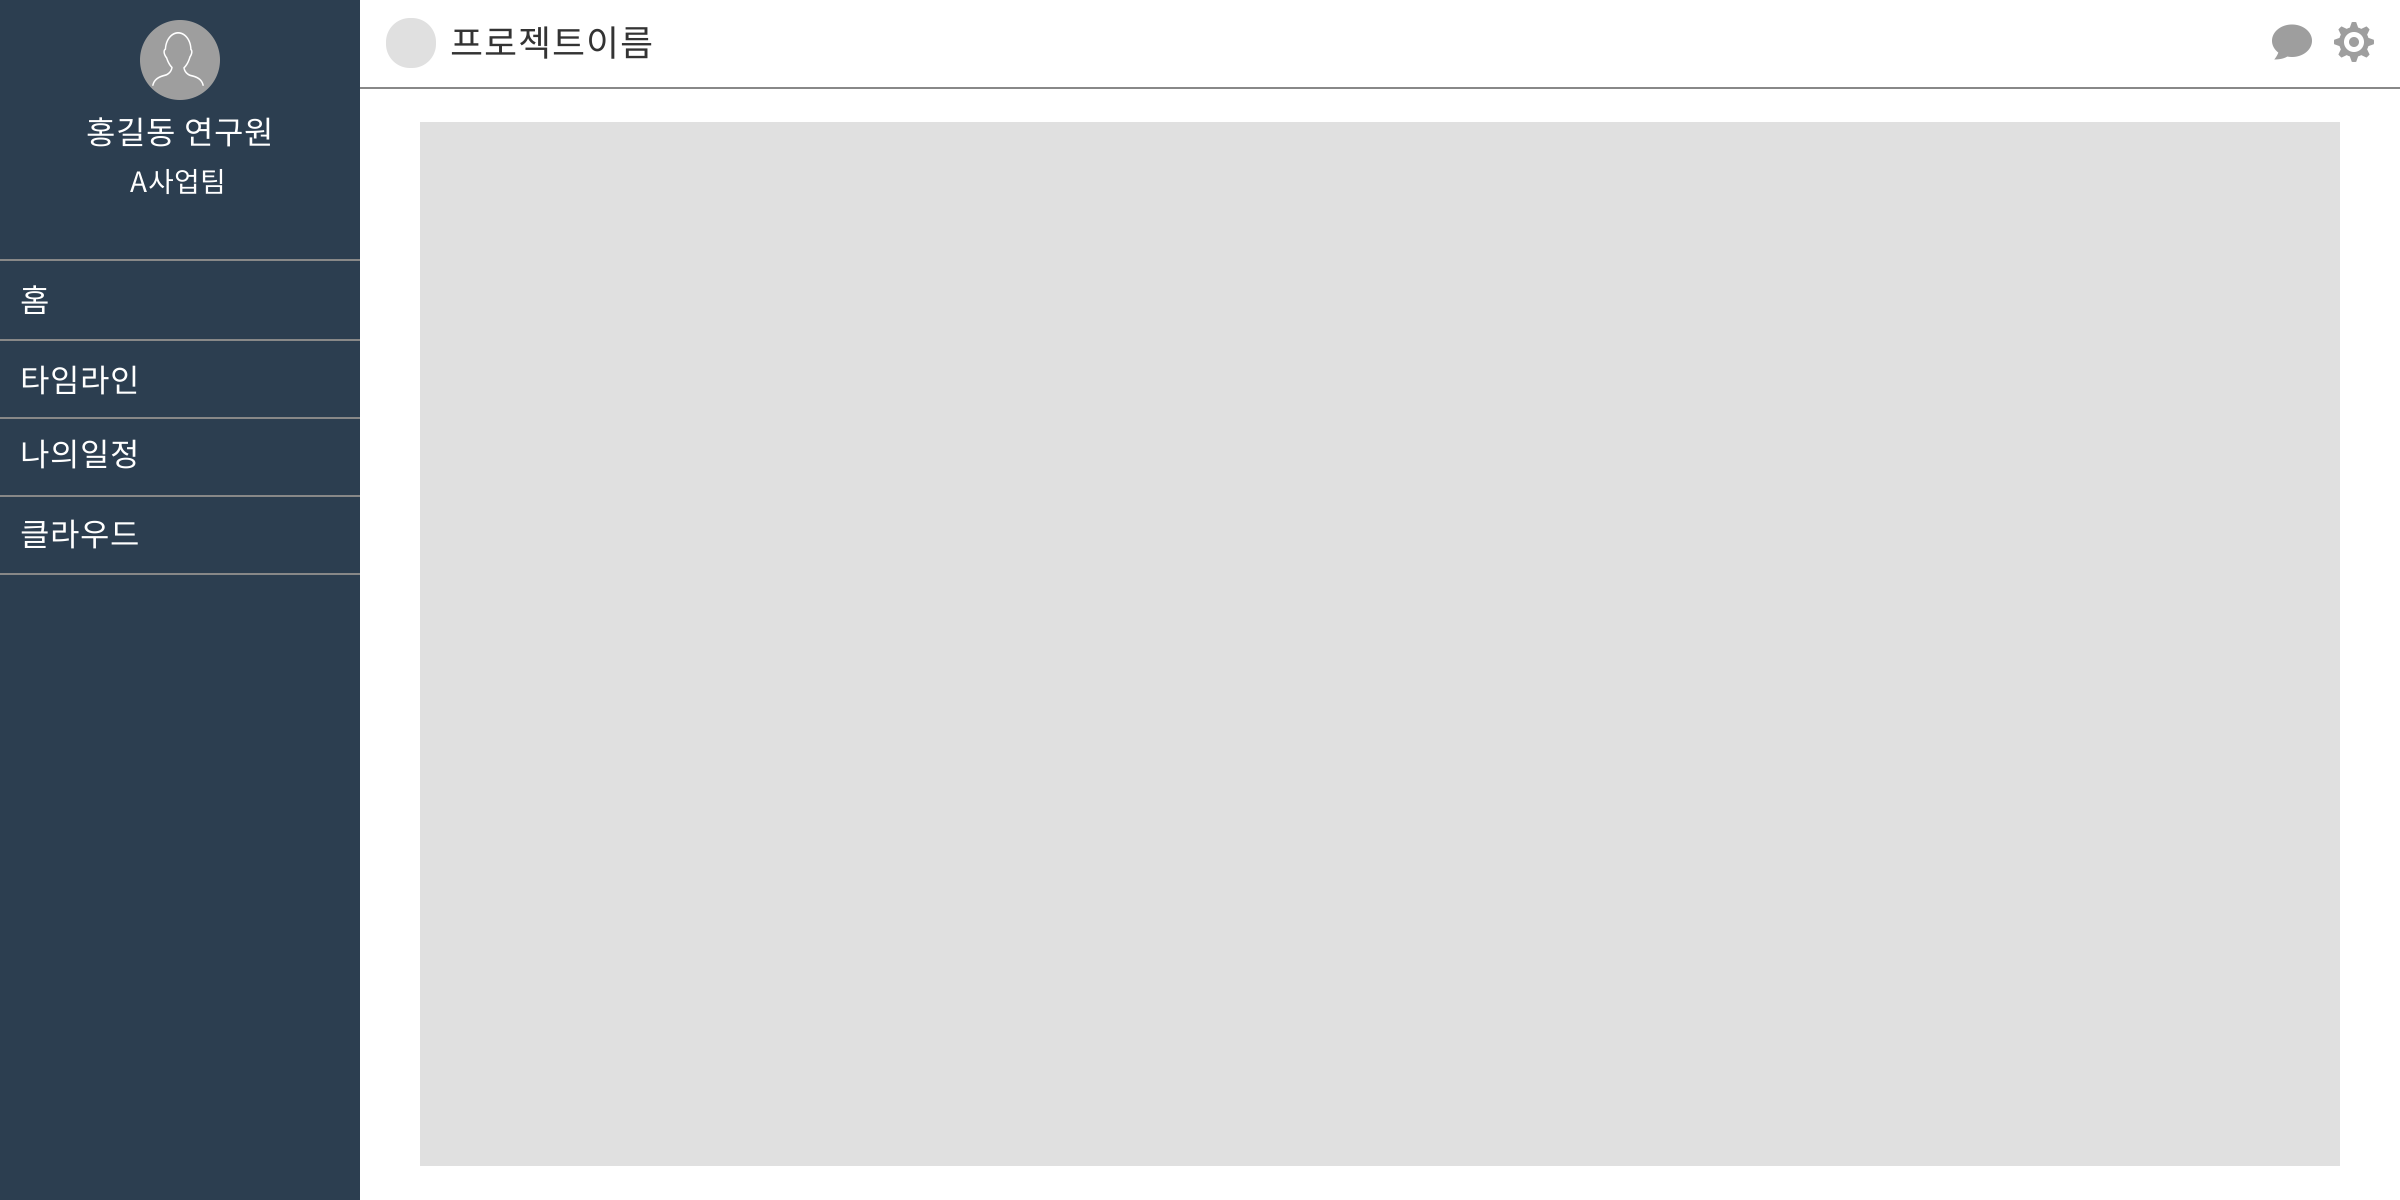 홍길동 연구원
A사업팀
홈
타임라인
나의일정
클라우드
프로젝트이름